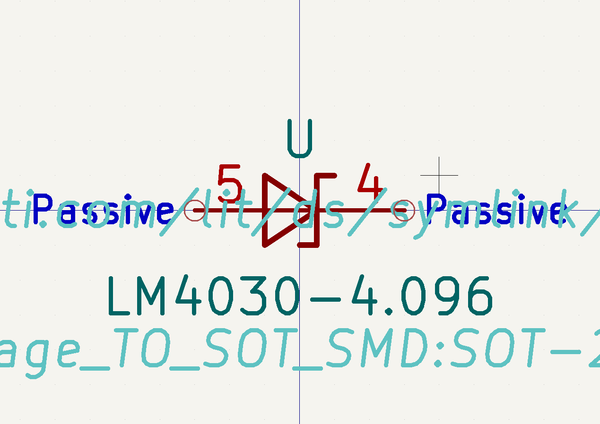 U
5 4
Passive ti.com/lit/ds/symlink/ Passive
LM4030-4.096
age_TO_SOT_SMD:SOT-2